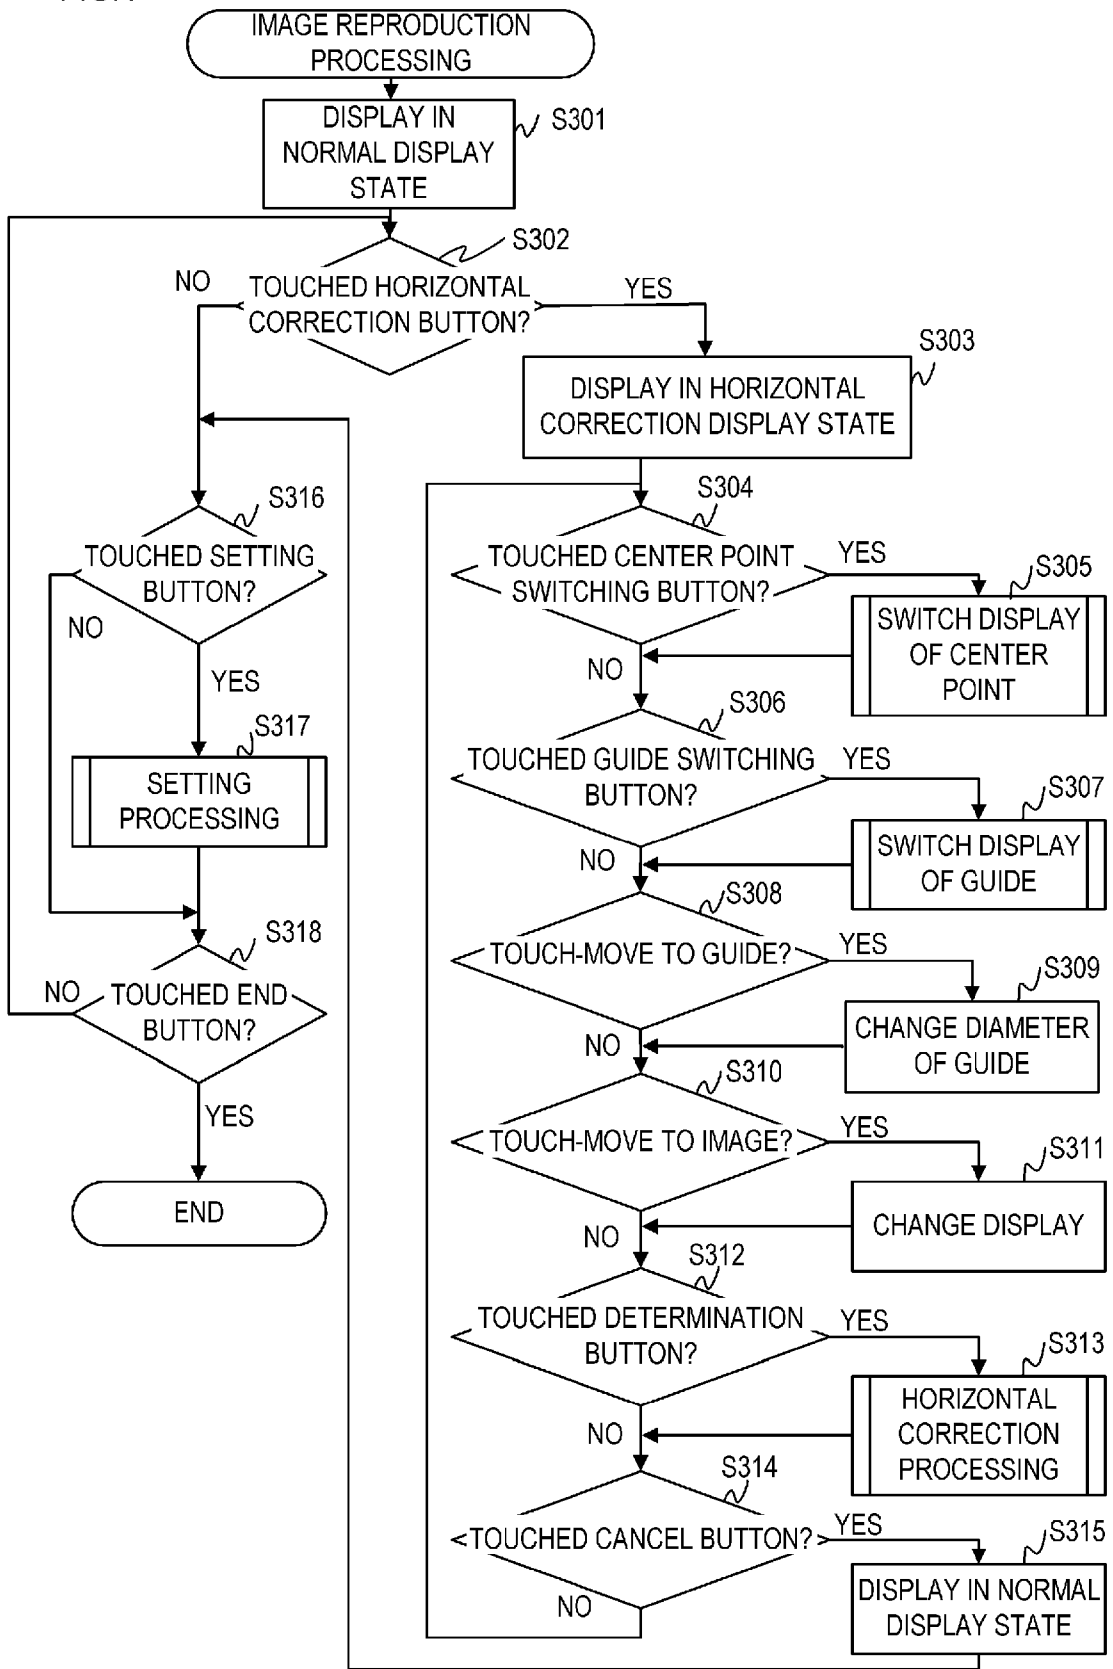 IMAGE REPRODUCTION
PROCESSING
DISPLAY IN
NORMAL DISPLAY
STATE
S301
S302
NO
TOUCHED HORIZONTAL
CORRECTION BUTTON?
YES
S303
DISPLAY IN HORIZONTAL
CORRECTION DISPLAY STATE
S304
TOUCHED CENTER POINT
SWITCHING BUTTON?
YES
NO
S305
SWITCH DISPLAY
OF CENTER
POINT
S306
TOUCHED GUIDE SWITCHING
BUTTON?
YES
NO
S307
SWITCH DISPLAY
OF GUIDE
S308
TOUCH-MOVE TO GUIDE?
YES
NO
S309
CHANGE DIAMETER
OF GUIDE
S310
TOUCH-MOVE TO IMAGE?
YES
NO
S311
CHANGE DISPLAY
S312
TOUCHED DETERMINATION
BUTTON?
YES
NO
S313
HORIZONTAL
CORRECTION
PROCESSING
S314
TOUCHED CANCEL BUTTON?
YES
NO
S315
DISPLAY IN NORMAL
DISPLAY STATE
S316
TOUCHED SETTING
BUTTON?
NO
YES
S317
SETTING
PROCESSING
S318
NO
TOUCHED END
BUTTON?
YES
END